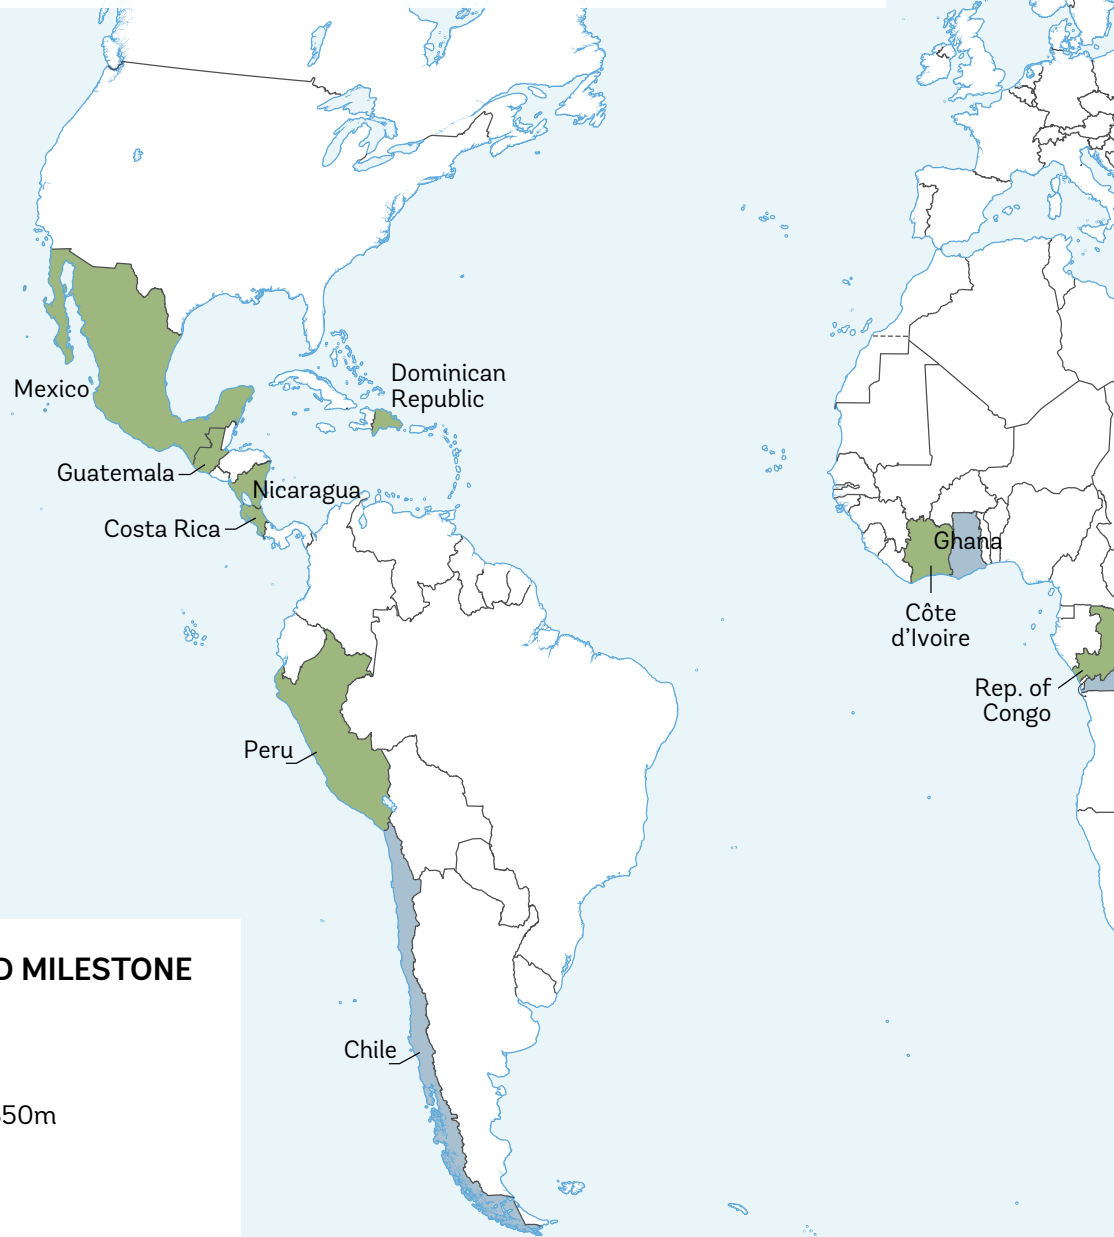 Dominican
Republic
Mexico
Guatemala
Nicaragua
Costa Rica
Ghana
Côte
d’Ivoire
Rep. of
Congo
Peru
D MILESTONE
Chile
50m